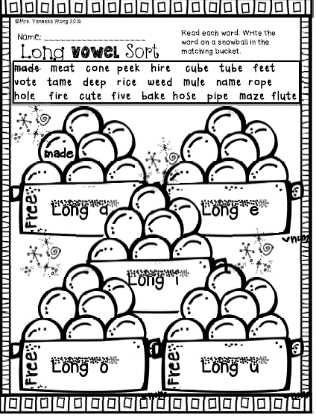 ©Mrs. Vanessa Wong 2016
Name:
Read each word. Write the
word on a snowball in the
matching bucket.
Long Vowel Sort
made meat cone peek hire cube tube feet
vote tame deep rice weed mule name rope
hole fire cute five bake hose pipe maze flute
made
Free
Long a
Free
Long e
Long i
Free
Long o
Free
Long u